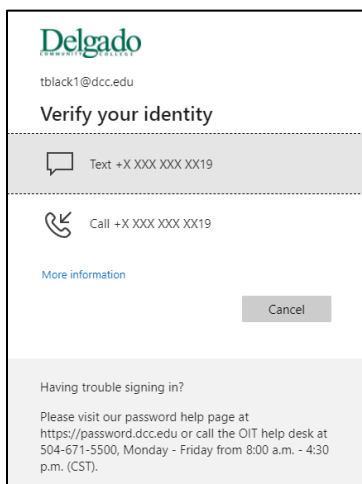 Delgado
COMMUNITY COLLEGE
tblack1@dcc.edu
Verify your identity
Text +X XXX XXX XX19
Call +X XXX XXX XX19
More information
Cancel
Having trouble signing in?
Please visit our password help page at
https://password.dcc.edu or call the OIT help desk at
504-671-5500, Monday - Friday from 8:00 a.m. - 4:30
p.m. (CST).